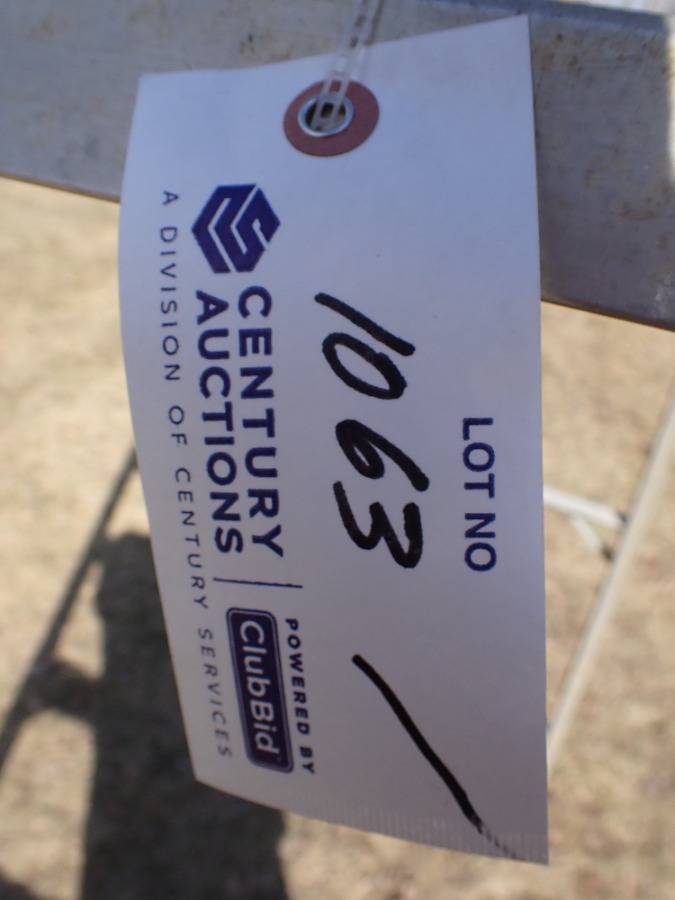 LOT NO
1063 /
CENTURY
AUCTIONS
A DIVISION OF CENTURY SERVICES
POWERED BY
ClubBid